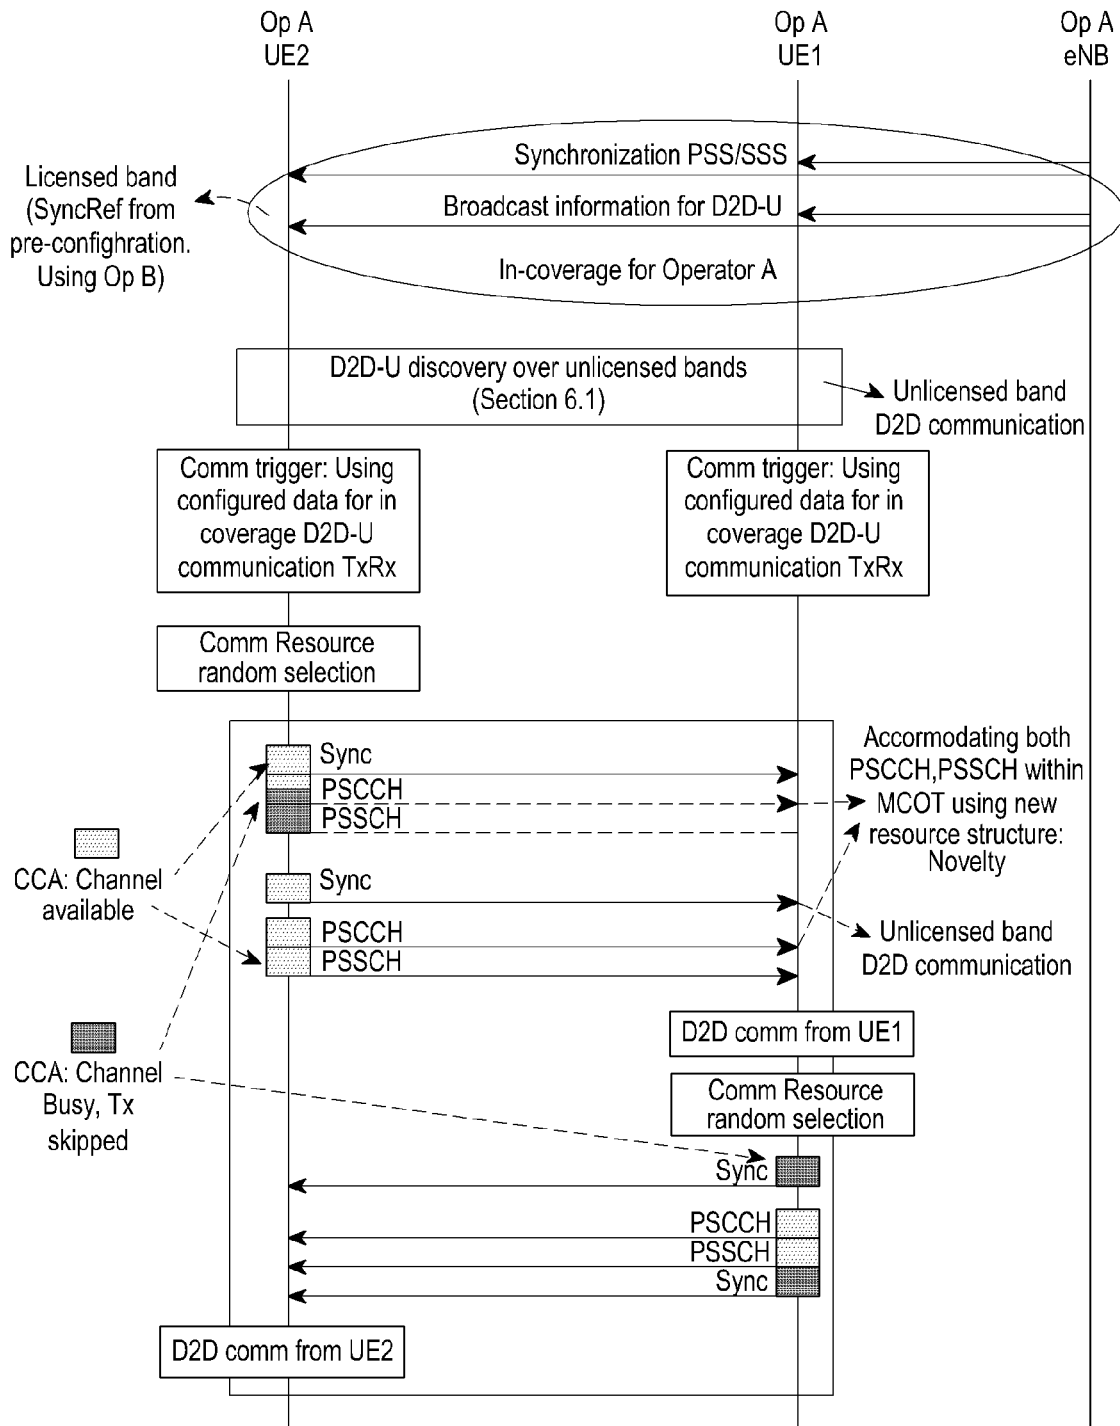 Op A
UE2
Op A
UE1
Op A
eNB
Synchronization PSS/SSS
Licensed band
(SyncRef from
pre-confighration.
Using Op B)
Broadcast information for D2D-U
In-coverage for Operator A
D2D-U discovery over unlicensed bands
(Section 6.1)
Unlicensed band
D2D communication
Comm trigger: Using
configured data for in
coverage D2D-U
communication TxRx
Comm trigger: Using
configured data for in
coverage D2D-U
communication TxRx
Comm Resource
random selection
Sync
PSCCH
PSSCH
Accormodating both
PSCCH,PSSCH within
MCOT using new
resource structure:
Novelty
CCA: Channel
available
Sync
PSCCH
PSSCH
Unlicensed band
D2D communication
D2D comm from UE1
CCA: Channel
Busy, Tx
skipped
Comm Resource
random selection
Sync
PSCCH
PSSCH
Sync
D2D comm from UE2